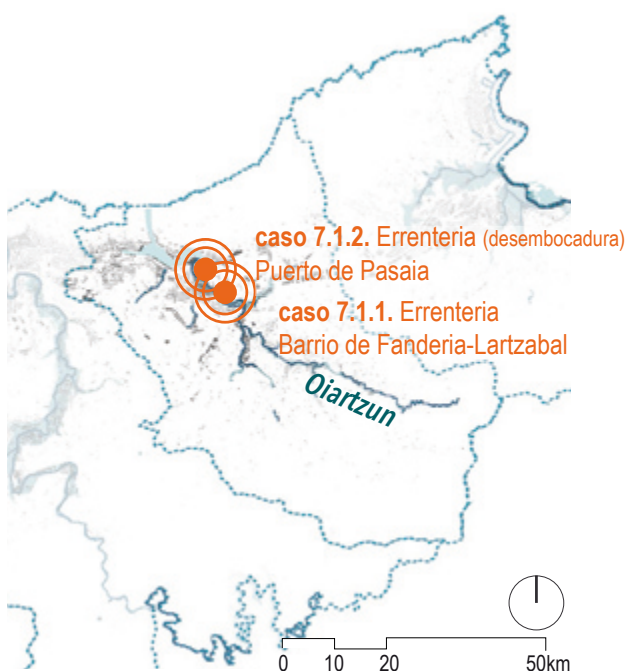 caso 7.1.2. Errenteria (desembocadura)
Puerto de Pasaia
caso 7.1.1. Errenteria
Barrio de Fanderia-Lartzabal
Oiartzun
0 10 20 50km